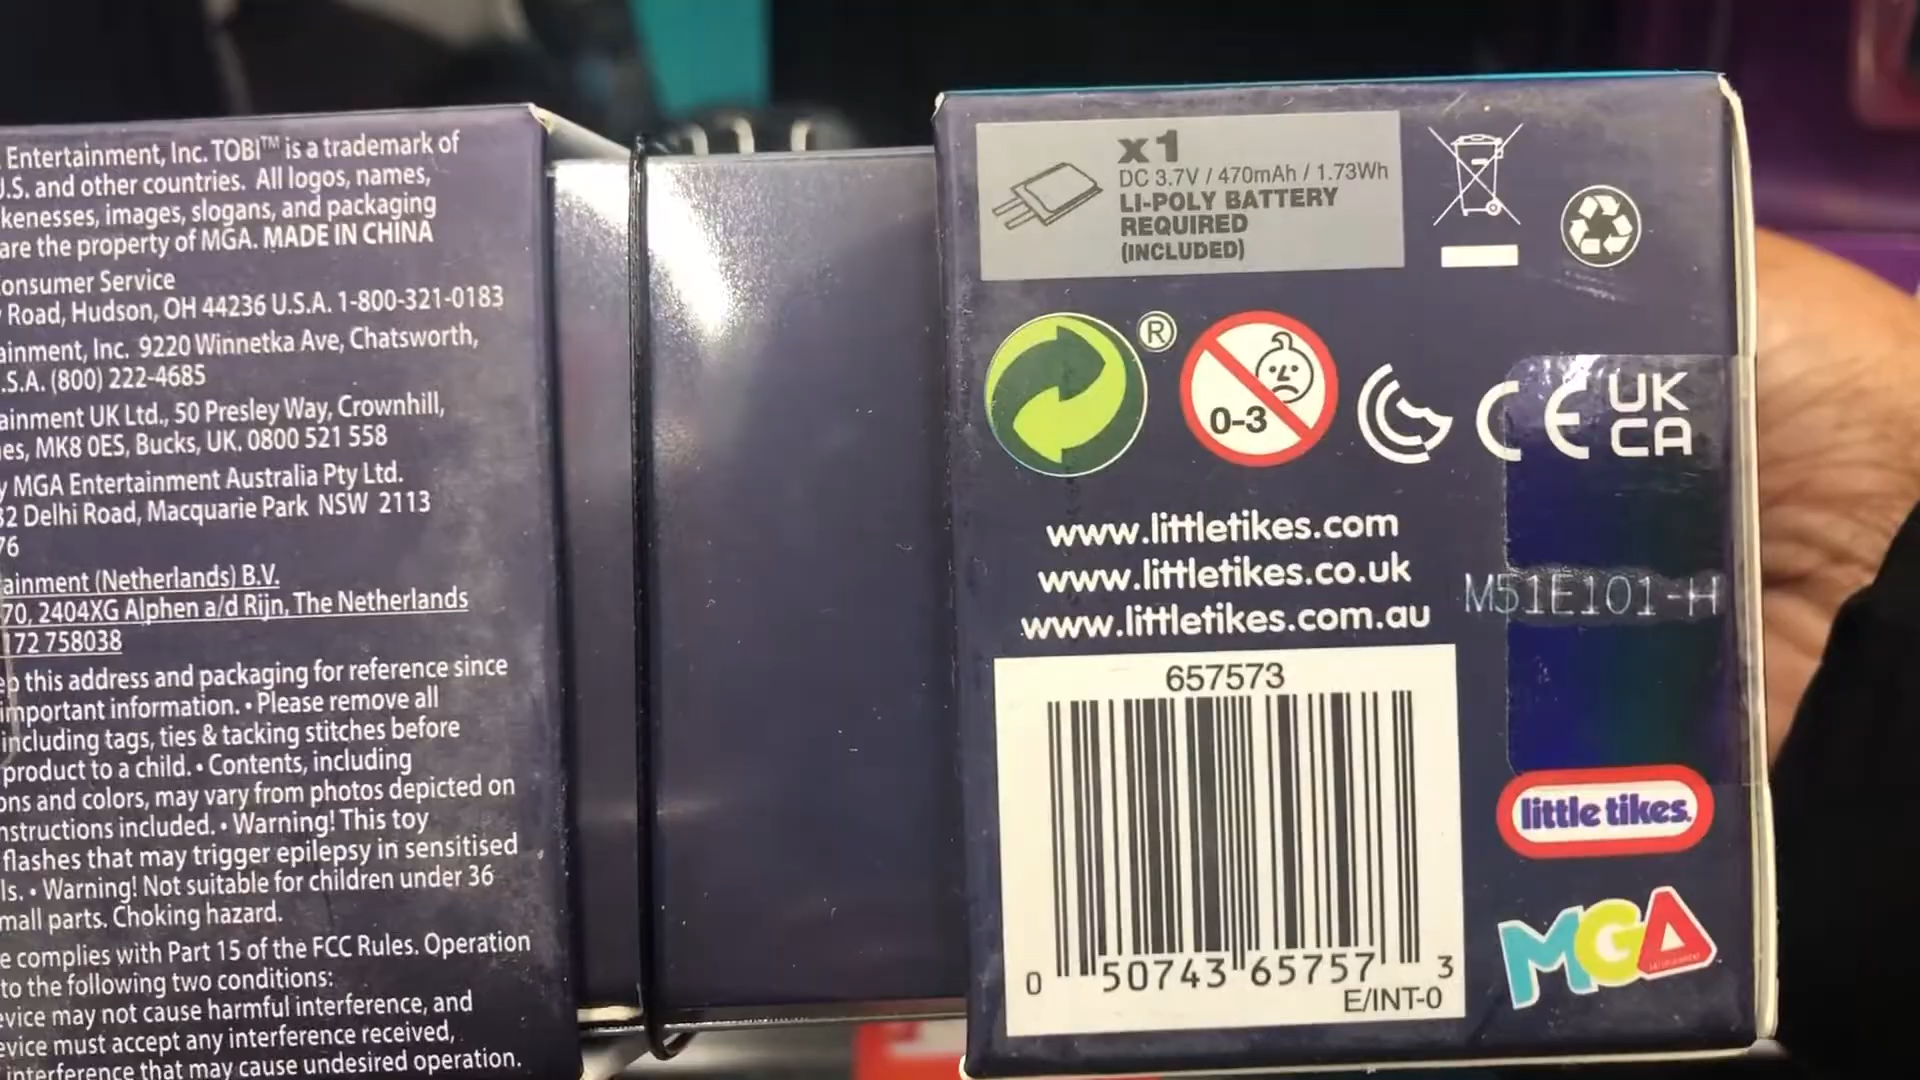 Entertainment, Inc. TOBI™ is a trademark of
U.S. and other countries. All logos, names,
kenesses, images, slogans, and packaging
are the property of MGA. MADE IN CHINA
onsumer Service
Road, Hudson, OH 44236 U.S.A. 1-800-321-0183
ainment, Inc. 9220 Winnetka Ave, Chatsworth,
.S.A. (800) 222-4685
ainment UK Ltd., 50 Presley Way, Crownhill,
es, MK8 0ES, Bucks, UK. 0800 521 558
y MGA Entertainment Australia Pty Ltd.
32 Delhi Road, Macquarie Park NSW 2113
76
ainment (Netherlands) B.V.
70, 2404XG Alphen a/d Rijn, The Netherlands
172 758038
ep this address and packaging for reference since
important information. • Please remove all
including tags, ties & tacking stitches before
product to a child. • Contents, including
ons and colors, may vary from photos depicted on
nstructions included. • Warning! This toy
flashes that may trigger epilepsy in sensitised
ls. • Warning! Not suitable for children under 36
mall parts. Choking hazard.
e complies with Part 15 of the FCC Rules. Operation
to the following two conditions:
evice may not cause harmful interference, and
evice must accept any interference received,
interference that may cause undesired operation.
x1
DC 3.7V / 470mAh / 1.73Wh
LI-POLY BATTERY
REQUIRED
(INCLUDED)
®
0-3
CE
UK
CA
www.littletikes.com
www.littletikes.co.uk
www.littletikes.com.au
M51E101-H
657573
0 50743 65757 3
E/INT-0
little tikes
MGA